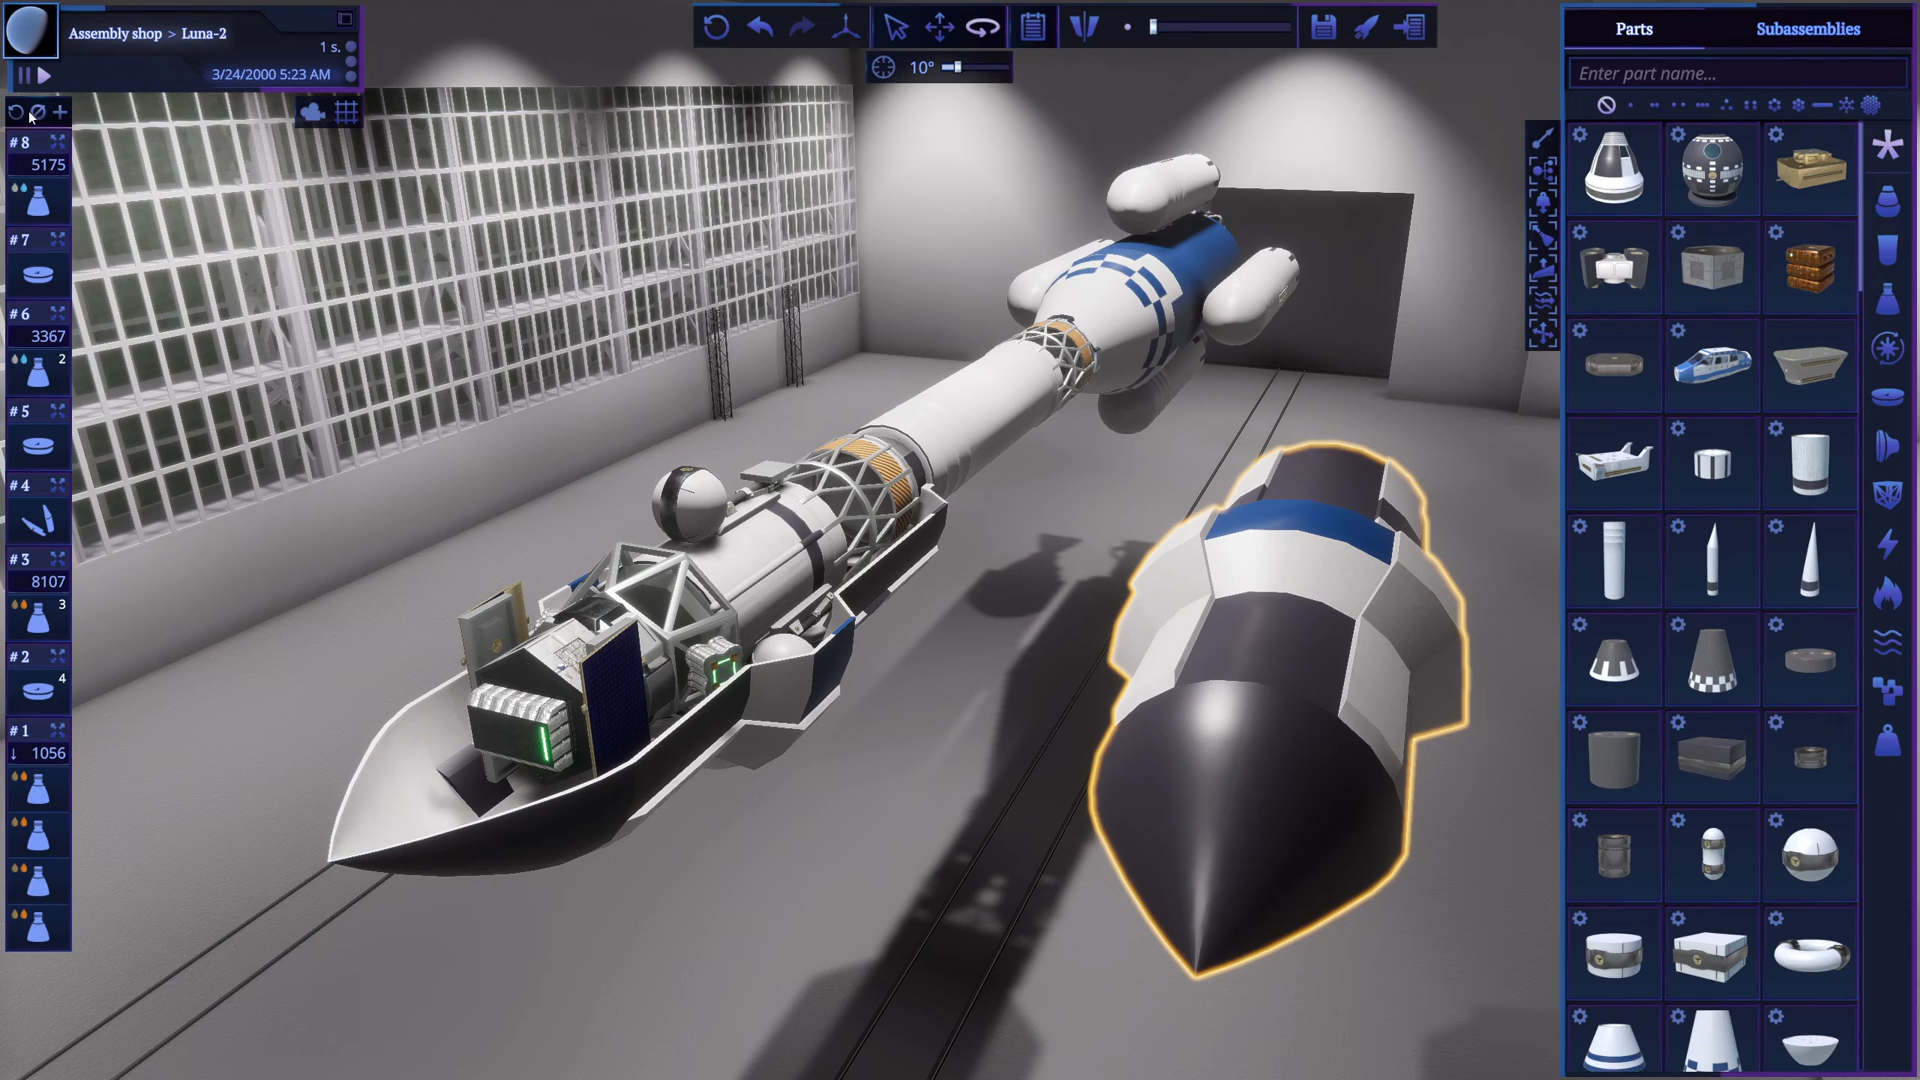 Assembly shop > Luna-2
1 s.
3/24/2000 5:23 AM
10°
Parts
Subassemblies
Enter part name...
# 8
5175
# 7
# 6
3367
2
# 5
# 4
# 3
8107
3
# 2
4
# 1
↓ 1056